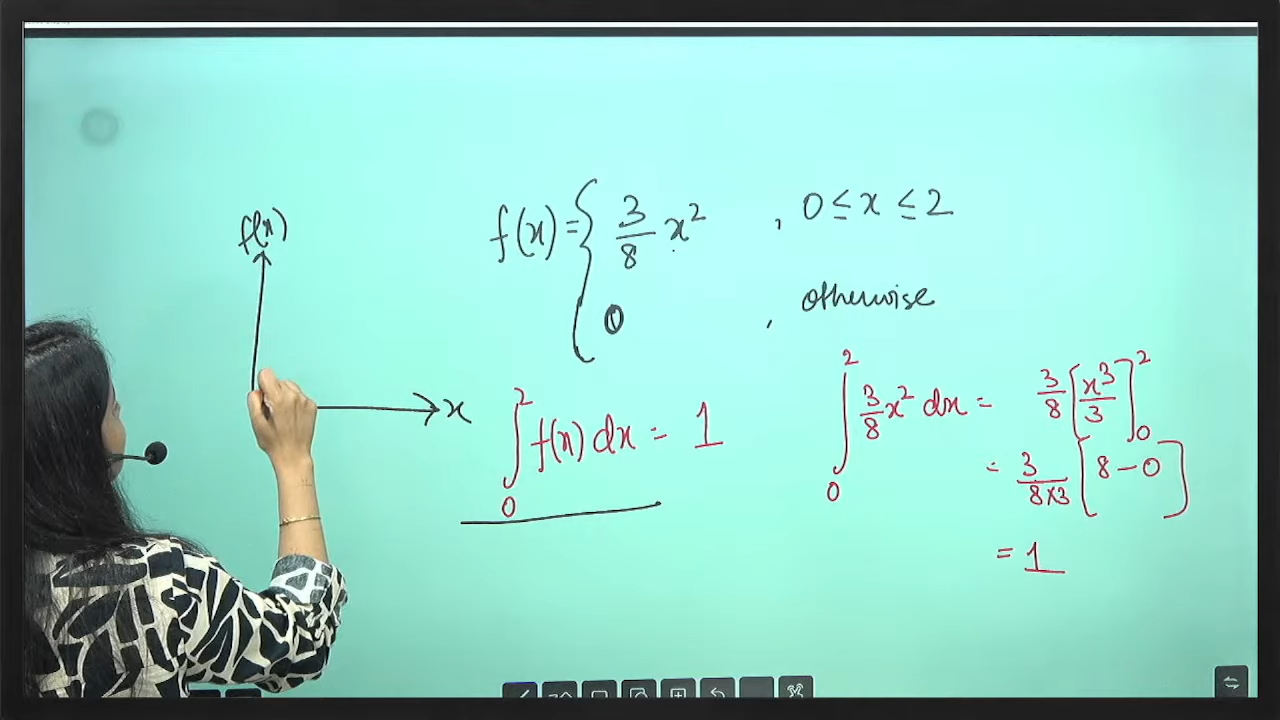 f(x)
x
f(x) = { 3/8 x² , 0 ≤ x ≤ 2
0 , otherwise
∫₀² f(x) dx = 1
∫₀² 3/8 x² dx = 3/8 [x³/3]₀²
= 3/(8×3) [8 − 0]
= 1